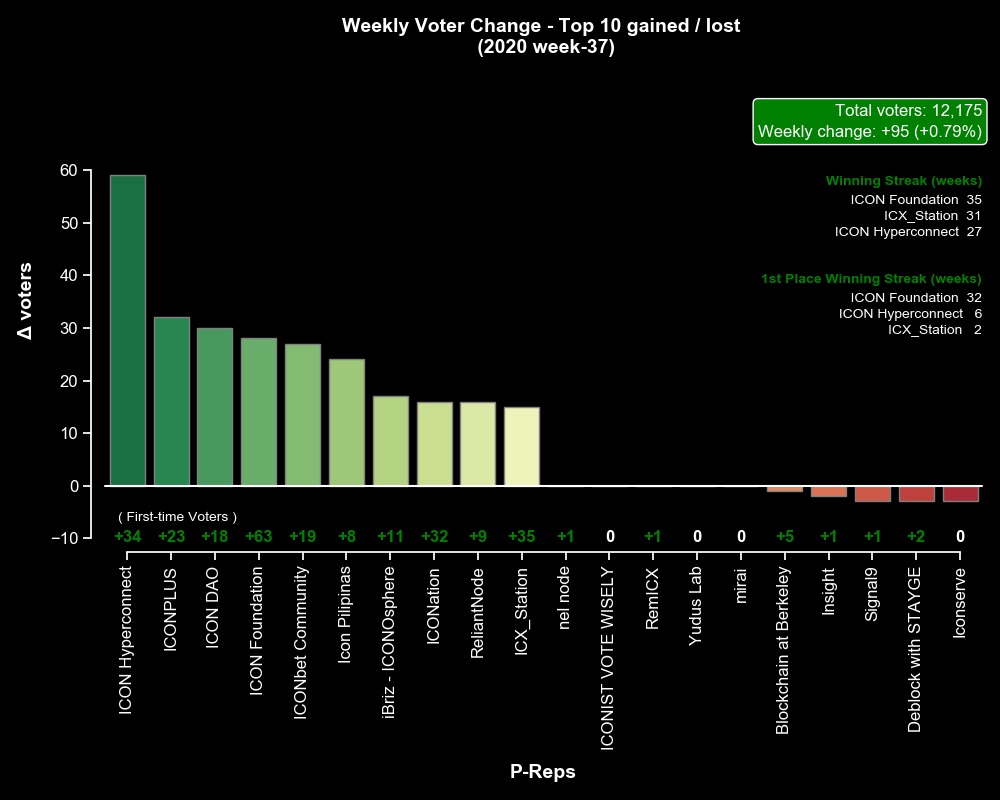 Weekly Voter Change - Top 10 gained / lost
(2020 week-37)
Total voters: 12,175
Weekly change: +95 (+0.79%)
Winning Streak (weeks)
ICON Foundation 35
ICX_Station 31
ICON Hyperconnect 27
1st Place Winning Streak (weeks)
ICON Foundation 32
ICON Hyperconnect 6
ICX_Station 2
Δ voters
60
50
40
30
20
10
0
−10
( First-time Voters )
+34 +23 +18 +63 +19 +8 +11 +32 +9 +35 +1 0 +1 0 0 +5 +1 +1 +2 0
ICON Hyperconnect
ICONPLUS
ICON DAO
ICON Foundation
ICONbet Community
Icon Pilipinas
iBriz - ICONOsphere
ICONation
ReliantNode
ICX_Station
nel node
ICONIST VOTE WISELY
RemICX
Yudus Lab
mirai
Blockchain at Berkeley
Insight
Signal9
Deblock with STAYGE
Iconserve
P-Reps